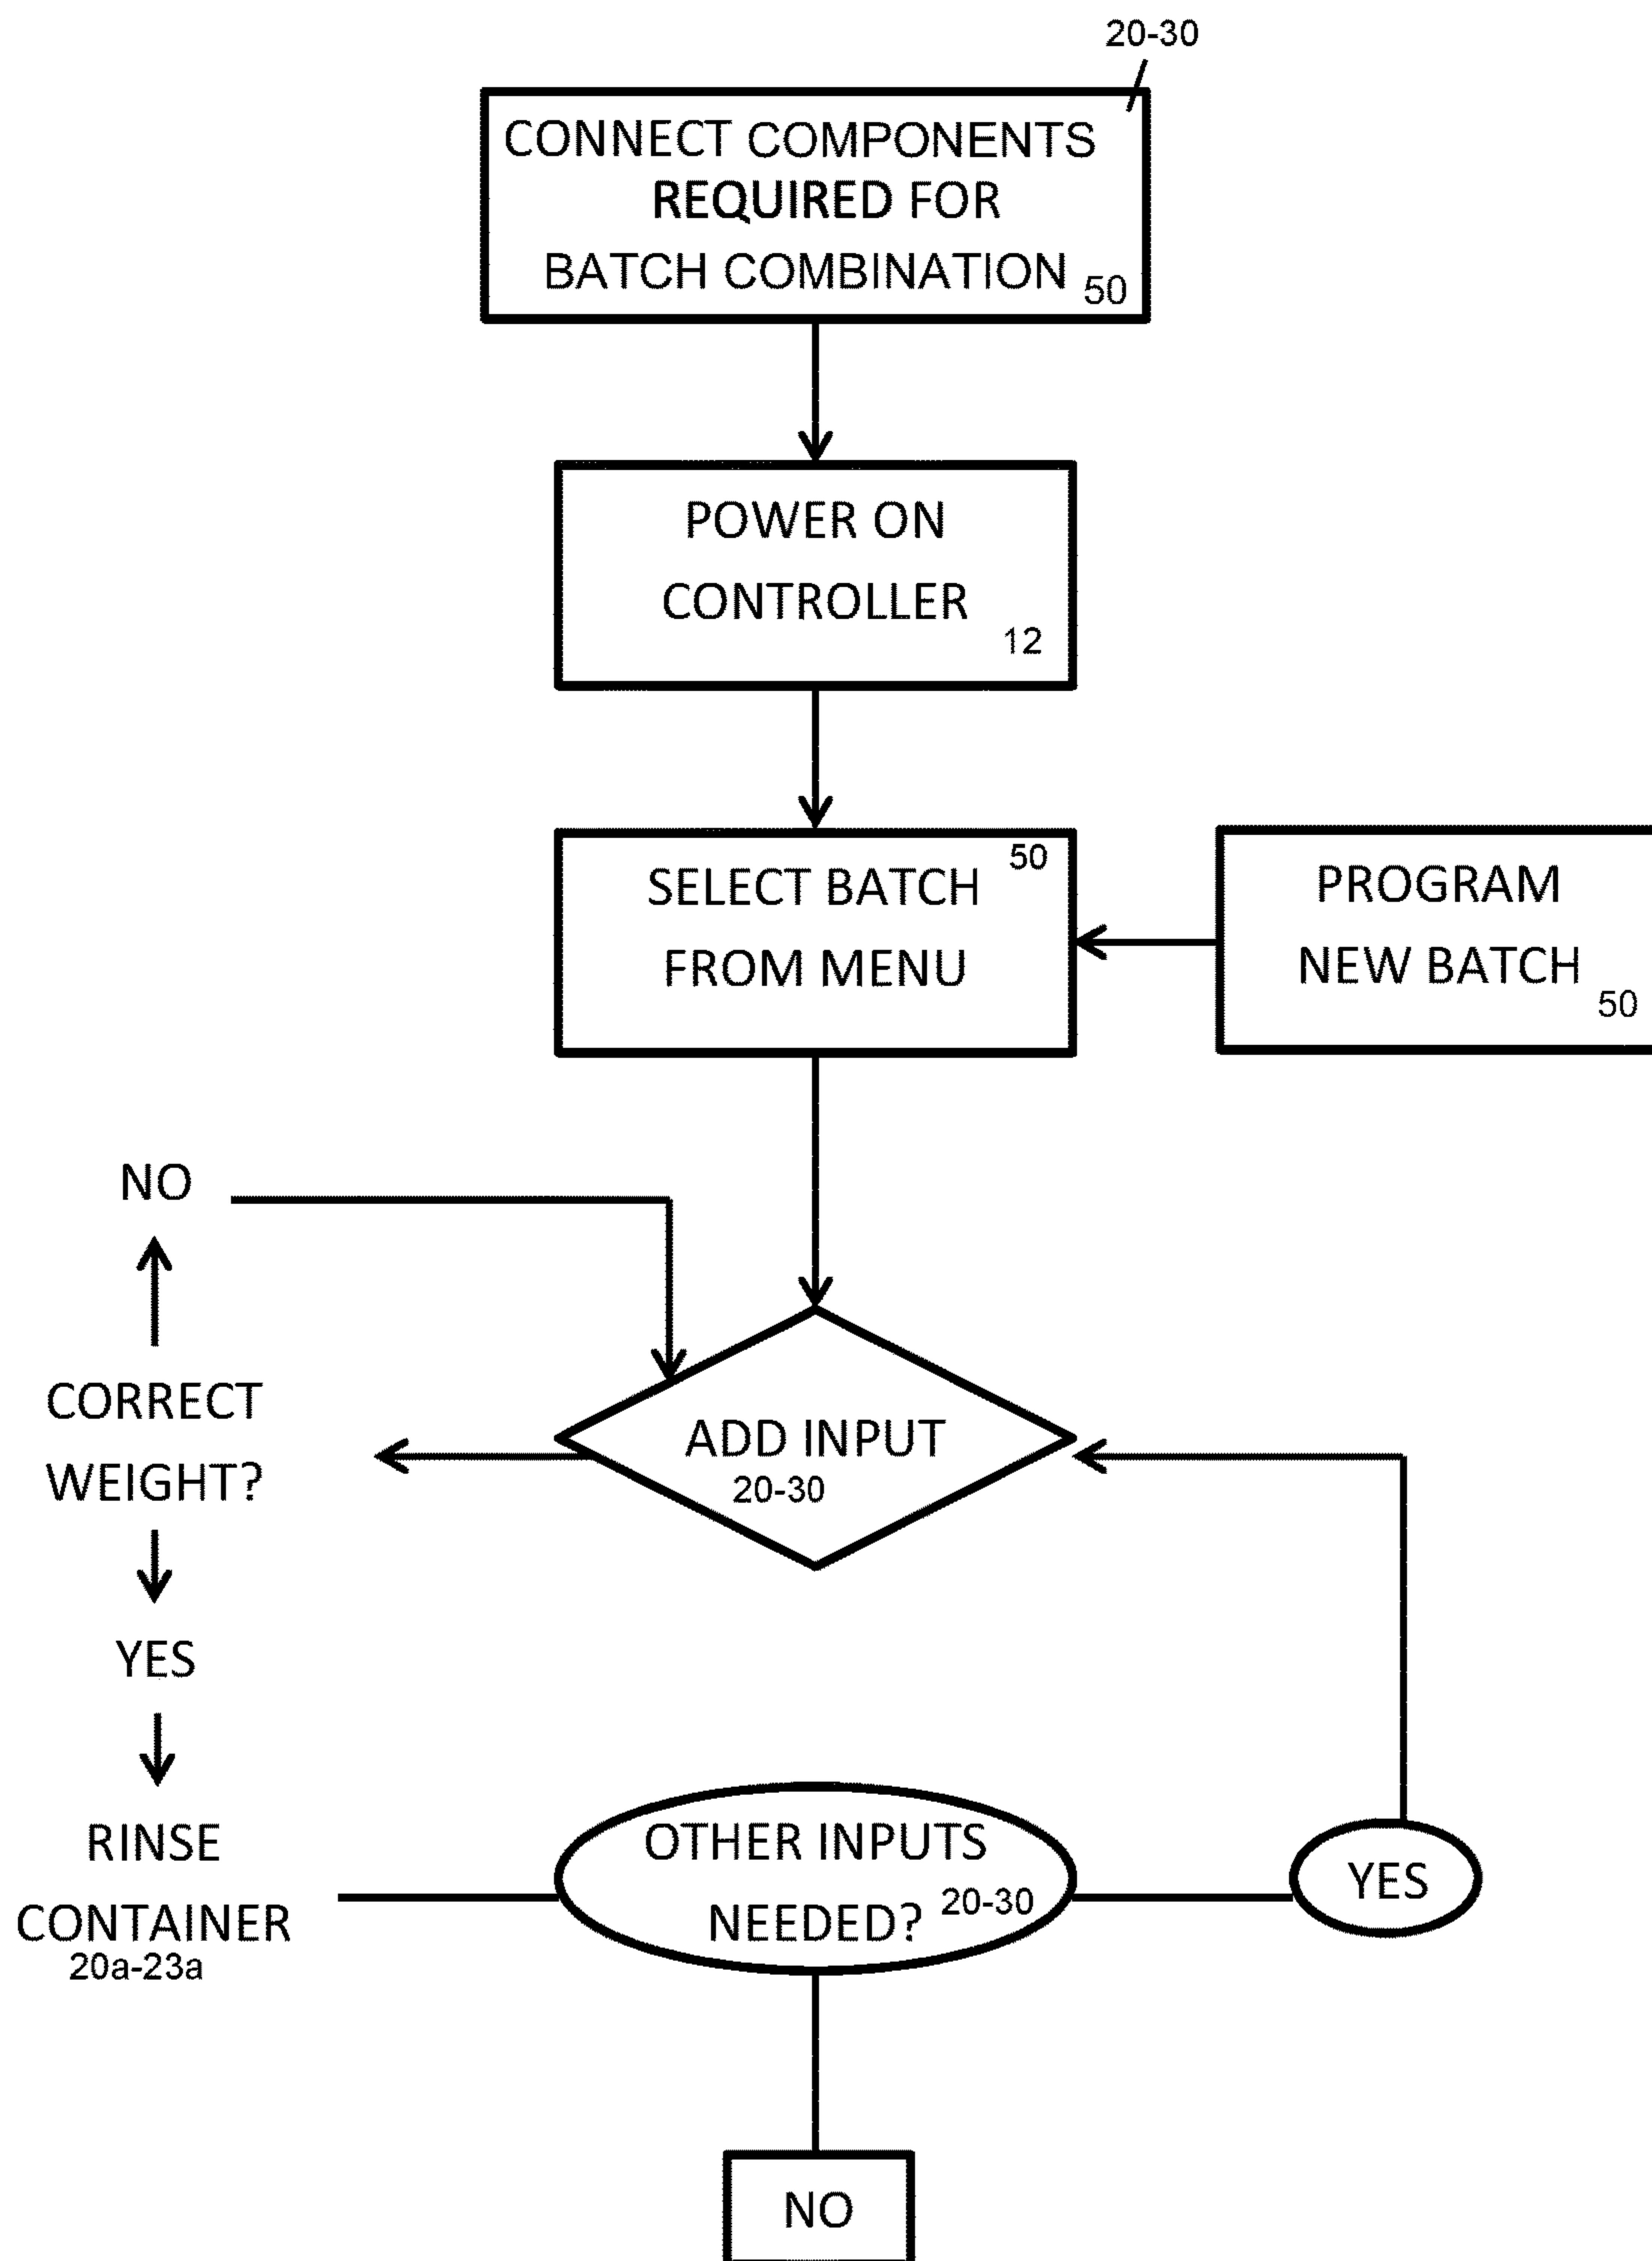 20-30
CONNECT COMPONENTS
REQUIRED FOR
BATCH COMBINATION 50
POWER ON
CONTROLLER
12
50
SELECT BATCH
FROM MENU
PROGRAM
NEW BATCH
50
NO
CORRECT
WEIGHT?
ADD INPUT
20-30
YES
RINSE
CONTAINER
20a-23a
OTHER INPUTS
NEEDED? 20-30
YES
NO